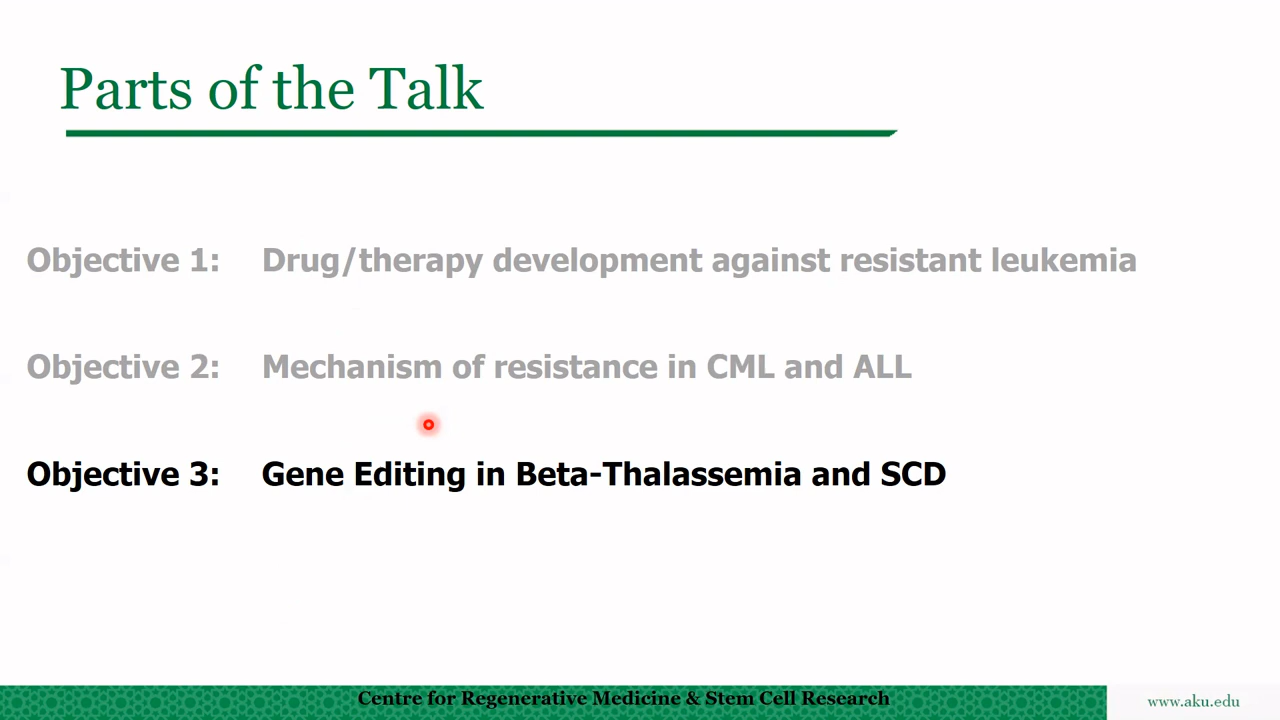 Parts of the Talk
Objective 1: Drug/therapy development against resistant leukemia
Objective 2: Mechanism of resistance in CML and ALL
Objective 3: Gene Editing in Beta-Thalassemia and SCD
Centre for Regenerative Medicine & Stem Cell Research
www.aku.edu